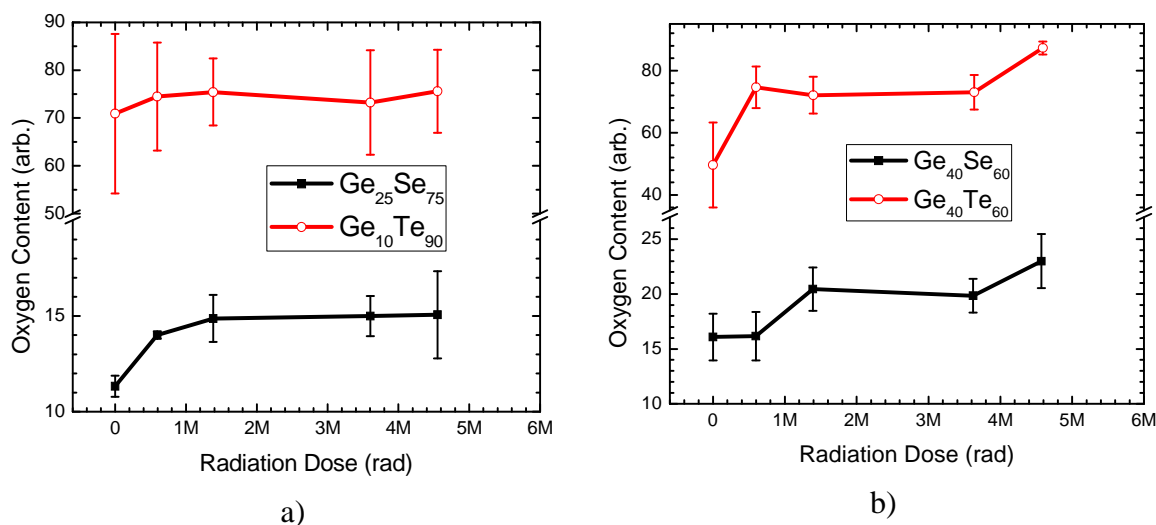 90
80
70
60
50
15
10
Oxygen Content (arb.)
Ge25Se75
Ge10Te90
0 1M 2M 3M 4M 5M 6M
Radiation Dose (rad)
a)
80
60
40
25
20
15
10
Oxygen Content (arb.)
Ge40Se60
Ge40Te60
0 1M 2M 3M 4M 5M 6M
Radiation Dose (rad)
b)